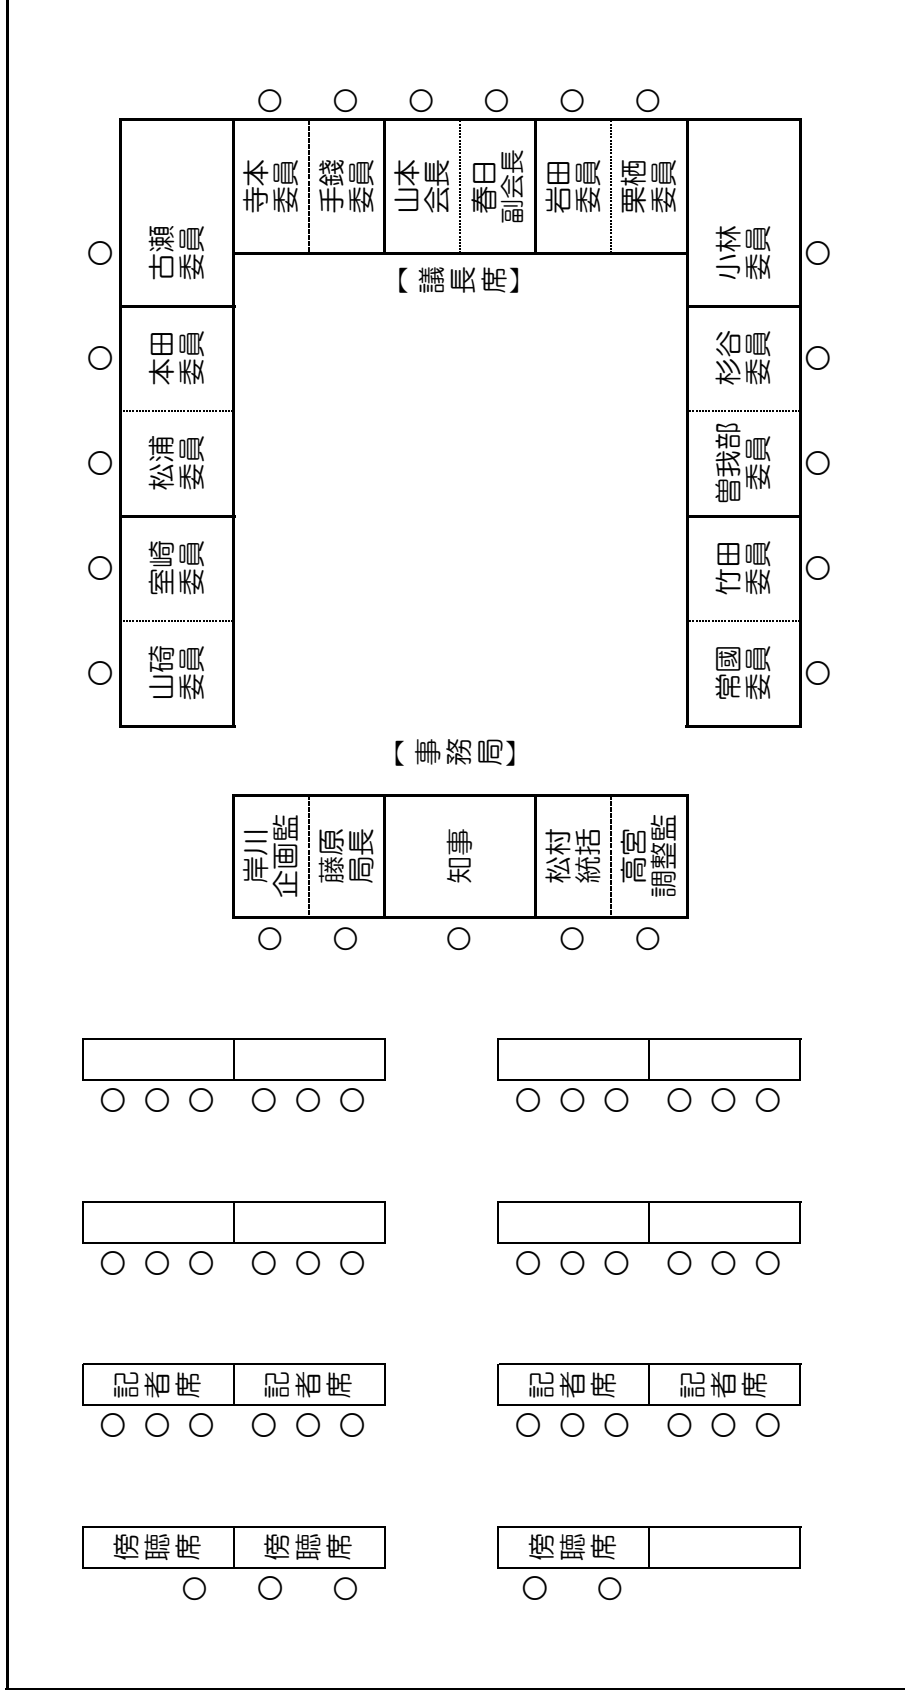 寺本
委員
手錢
委員
山本
会長
春日
副会長
岩田
委員
栗栖
委員
古瀬
委員
小林
委員
【議長席】
本田
委員
杉谷
委員
松浦
委員
曽我部
委員
室崎
委員
竹田
委員
山碕
委員
常國
委員
【事務局】
岸川
企画監
藤原
局長
知事
松村
統括
高宮
調整監
記者席
記者席
記者席
記者席
傍聴席
傍聴席
傍聴席